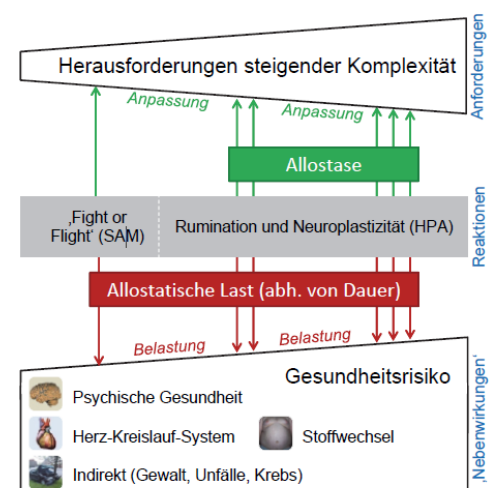 Herausforderungen steigender Komplexität
Anforderungen
Anpassung
Anpassung
Allostase
‚Fight or
Flight‘ (SAM)
Rumination und Neuroplastizität (HPA)
Reaktionen
Allostatische Last (abh. von Dauer)
Belastung
Belastung
Gesundheitsrisiko
Psychische Gesundheit
Herz-Kreislauf-System
Stoffwechsel
Indirekt (Gewalt, Unfälle, Krebs)
‚Nebenwirkungen‘